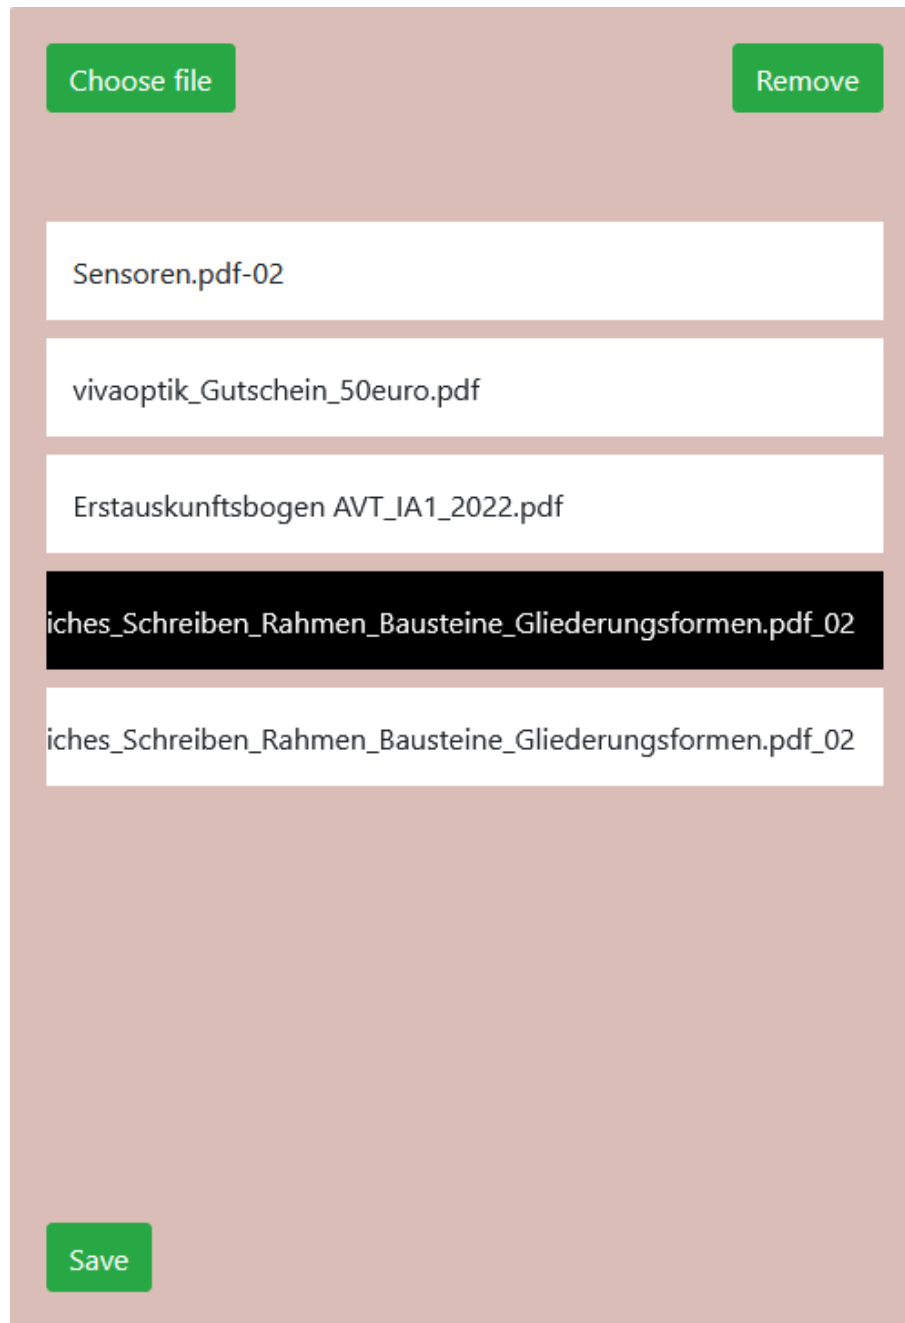 Choose file
Remove
Sensoren.pdf-02
vivaoptik_Gutschein_50euro.pdf
Erstauskunftsbogen AVT_IA1_2022.pdf
iches_Schreiben_Rahmen_Bausteine_Gliederungsformen.pdf_02
iches_Schreiben_Rahmen_Bausteine_Gliederungsformen.pdf_02
Save